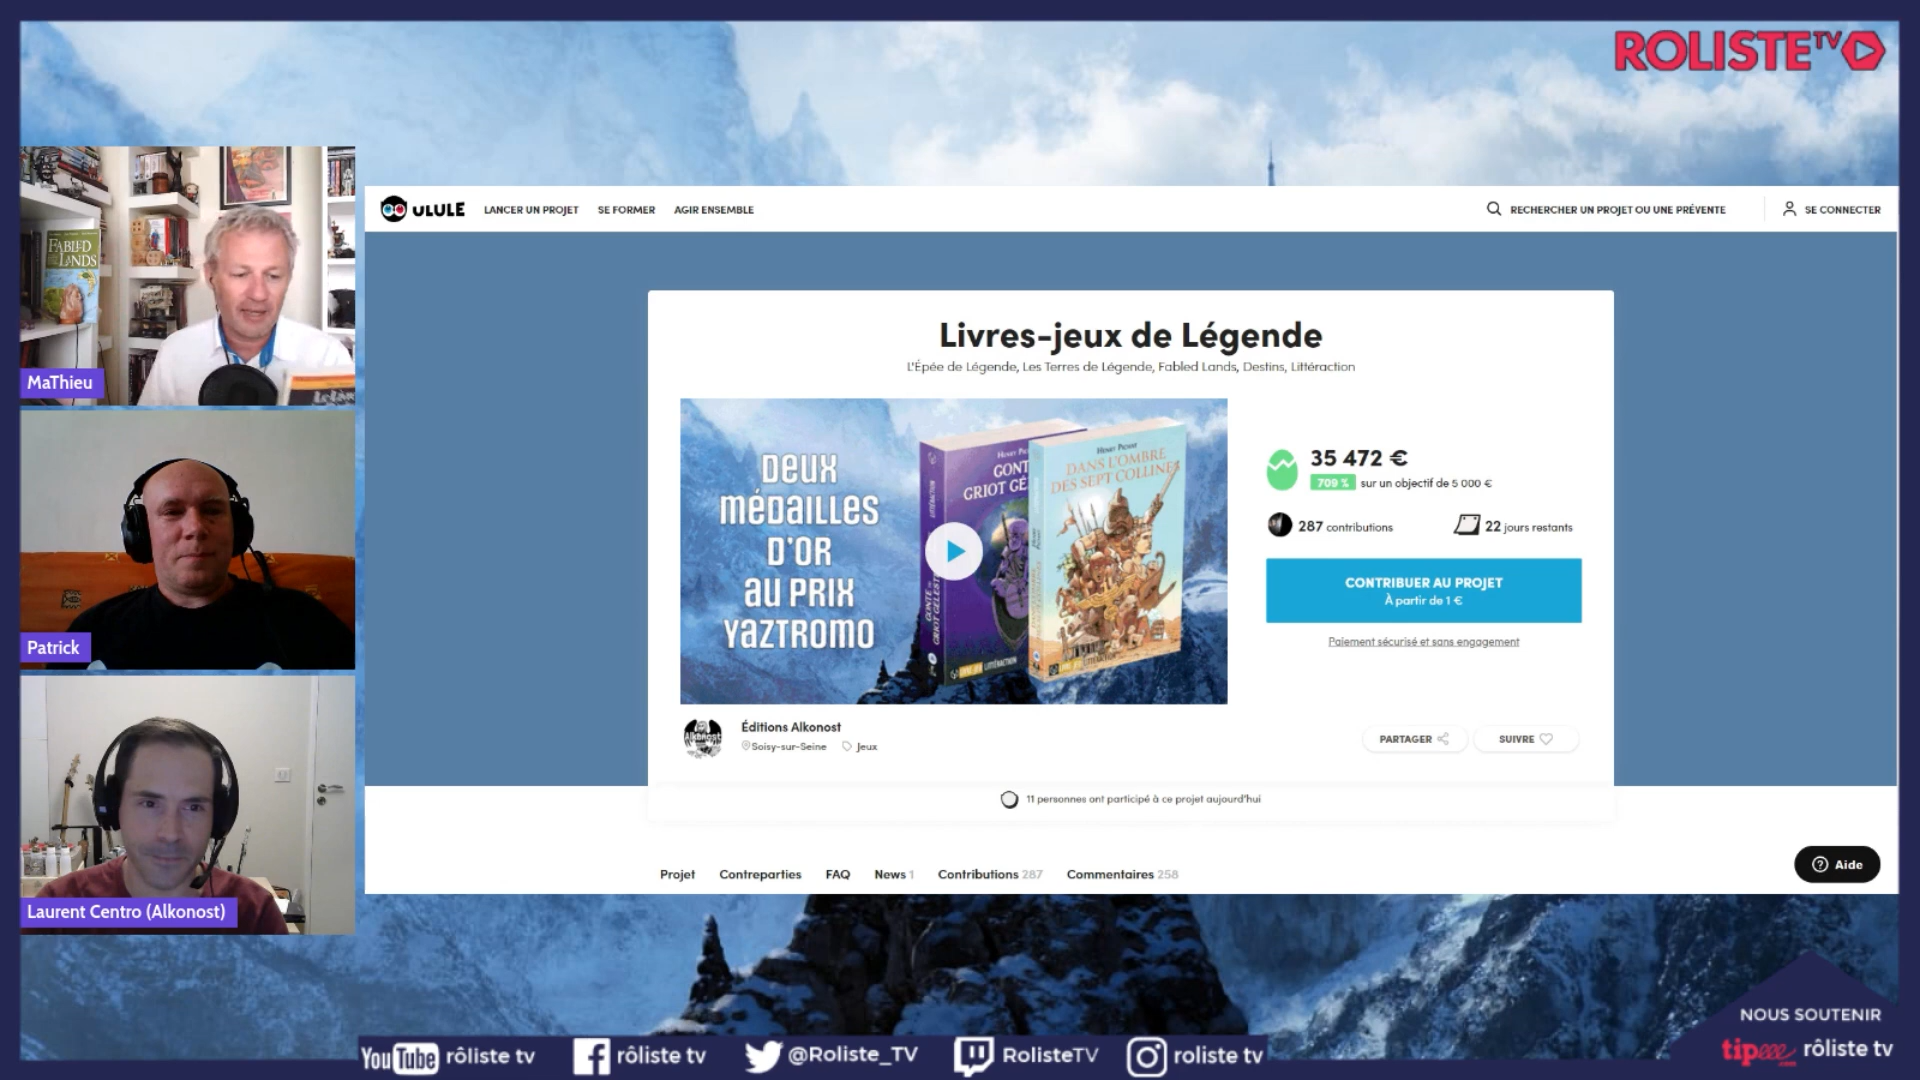 ROLISTE TV
FABLED
LANDS
MaThieu
Patrick
Laurent Centro (Alkonost)
ULULE
LANCER UN PROJET
SE FORMER
AGIR ENSEMBLE
RECHERCHER UN PROJET OU UNE PRÉVENTE
SE CONNECTER
Livres-jeux de Légende
L'Épée de Légende, Les Terres de Légende, Fabled Lands, Destins, Littéraction
DEUX
MÉDAILLES
D'OR
AU PRIX
YAZTROMO
DANS L'OMBRE
DES SEPT COLLINES
35 472 €
709 % sur un objectif de 5 000 €
287 contributions
22 jours restants
CONTRIBUER AU PROJET
À partir de 1 €
Paiement sécurisé et sans engagement
Éditions Alkonost
Soisy-sur-Seine
Jeux
PARTAGER
SUIVRE
11 personnes ont participé à ce projet aujourd'hui
Projet
Contreparties
FAQ
News 1
Contributions 287
Commentaires 258
Aide
NOUS SOUTENIR
tipeee rôliste tv
YouTube rôliste tv
rôliste tv
@Roliste_TV
RolisteTV
roliste tv